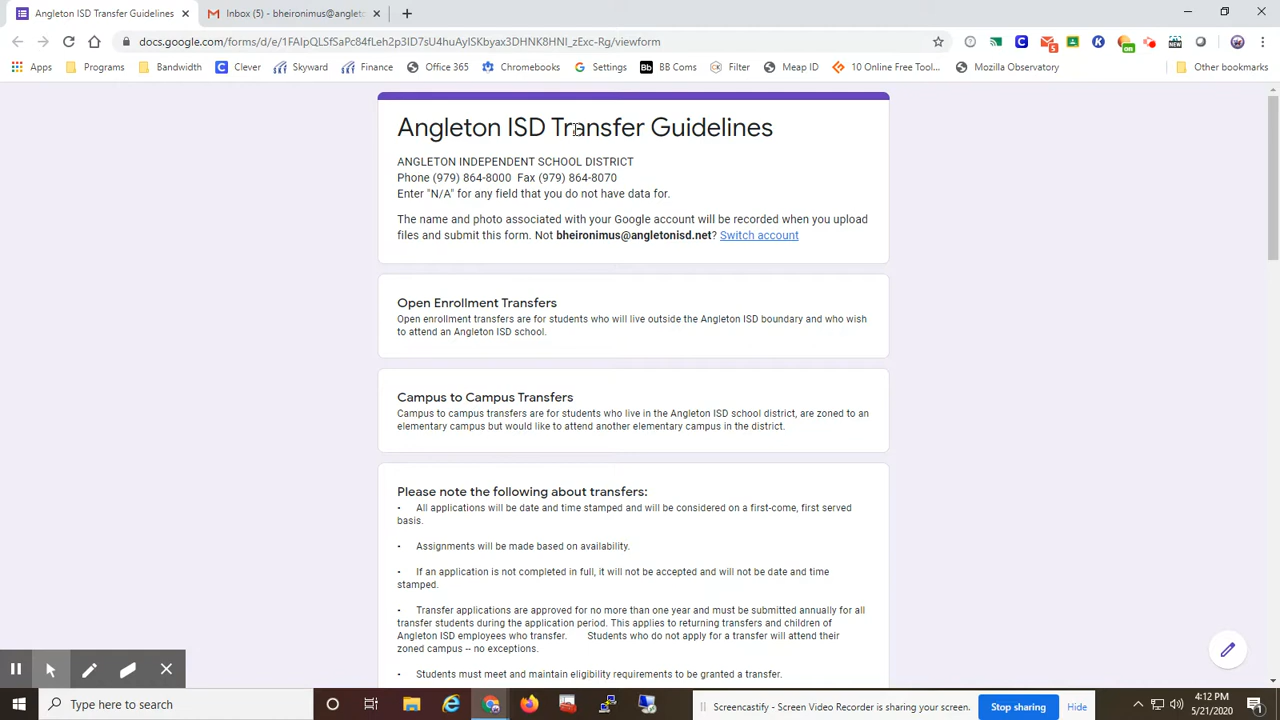 Angleton ISD Transfer Guidelines
Inbox (5) - bheironimus@anglet
docs.google.com/forms/d/e/1FAIpQLSfSaPc84fLeh2p3ID7sU4huAyISKbyax3DHNK8HNI_zExc-Rg/viewform
Apps Programs Bandwidth Clever Skyward Finance Office 365 Chromebooks Settings Bb BB Coms Filter Meap ID 10 Online Free Tool... Mozilla Observatory Other bookmarks
Angleton ISD Transfer Guidelines
ANGLETON INDEPENDENT SCHOOL DISTRICT
Phone (979) 864-8000 Fax (979) 864-8070
Enter "N/A" for any field that you do not have data for.
The name and photo associated with your Google account will be recorded when you upload
files and submit this form. Not bheironimus@angletonisd.net? Switch account
Open Enrollment Transfers
Open enrollment transfers are for students who will live outside the Angleton ISD boundary and who wish
to attend an Angleton ISD school.
Campus to Campus Transfers
Campus to campus transfers are for students who live in the Angleton ISD school district, are zoned to an
elementary campus but would like to attend another elementary campus in the district.
Please note the following about transfers:
• All applications will be date and time stamped and will be considered on a first-come, first served
basis.
• Assignments will be made based on availability.
• If an application is not completed in full, it will not be accepted and will not be date and time
stamped.
• Transfer applications are approved for no more than one year and must be submitted annually for all
transfer students during the application period. This applies to returning transfers and children of
Angleton ISD employees who transfer. Students who do not apply for a transfer will attend their
zoned campus -- no exceptions.
• Students must meet and maintain eligibility requirements to be granted a transfer.
Type here to search
Screencastify - Screen Video Recorder is sharing your screen. Stop sharing Hide
4:12 PM
5/21/2020